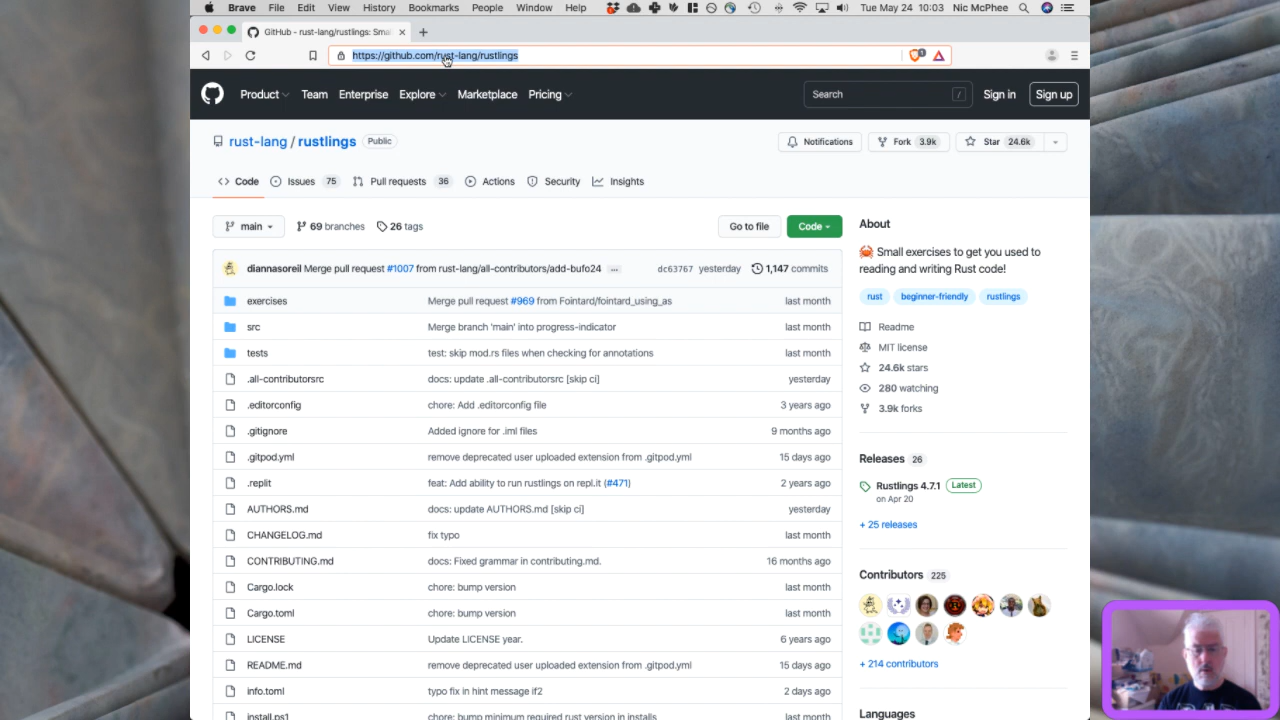 Brave File Edit View History Bookmarks People Window Help Tue May 24 10:03 Nic McPhee
GitHub - rust-lang/rustlings: Smal
https://github.com/rust-lang/rustlings
Product Team Enterprise Explore Marketplace Pricing Search / Sign in Sign up
rust-lang / rustlings Public Notifications Fork 3.9k Star 24.6k
Code Issues 75 Pull requests 36 Actions Security Insights
main 69 branches 26 tags Go to file Code
diannasoreil Merge pull request #1007 from rust-lang/all-contributors/add-bufo24 ... dc63767 yesterday 1,147 commits
exercises Merge pull request #969 from Fointard/fointard_using_as last month
src Merge branch 'main' into progress-indicator last month
tests test: skip mod.rs files when checking for annotations last month
.all-contributorsrc docs: update .all-contributorsrc [skip ci] yesterday
.editorconfig chore: Add .editorconfig file 3 years ago
.gitignore Added ignore for .iml files 9 months ago
.gitpod.yml remove deprecated user uploaded extension from .gitpod.yml 15 days ago
.replit feat: Add ability to run rustlings on repl.it (#471) 2 years ago
AUTHORS.md docs: update AUTHORS.md [skip ci] yesterday
CHANGELOG.md fix typo last month
CONTRIBUTING.md docs: Fixed grammar in contributing.md. 16 months ago
Cargo.lock chore: bump version last month
Cargo.toml chore: bump version last month
LICENSE Update LICENSE year. 6 years ago
README.md remove deprecated user uploaded extension from .gitpod.yml 15 days ago
info.toml typo fix in hint message if2 2 days ago
install.ps1 chore: bump minimum required rust version in installs last month
About
Small exercises to get you used to
reading and writing Rust code!
rust beginner-friendly rustlings
Readme
MIT license
24.6k stars
280 watching
3.9k forks
Releases 26
Rustlings 4.7.1 Latest
on Apr 20
+ 25 releases
Contributors 225
+ 214 contributors
Languages